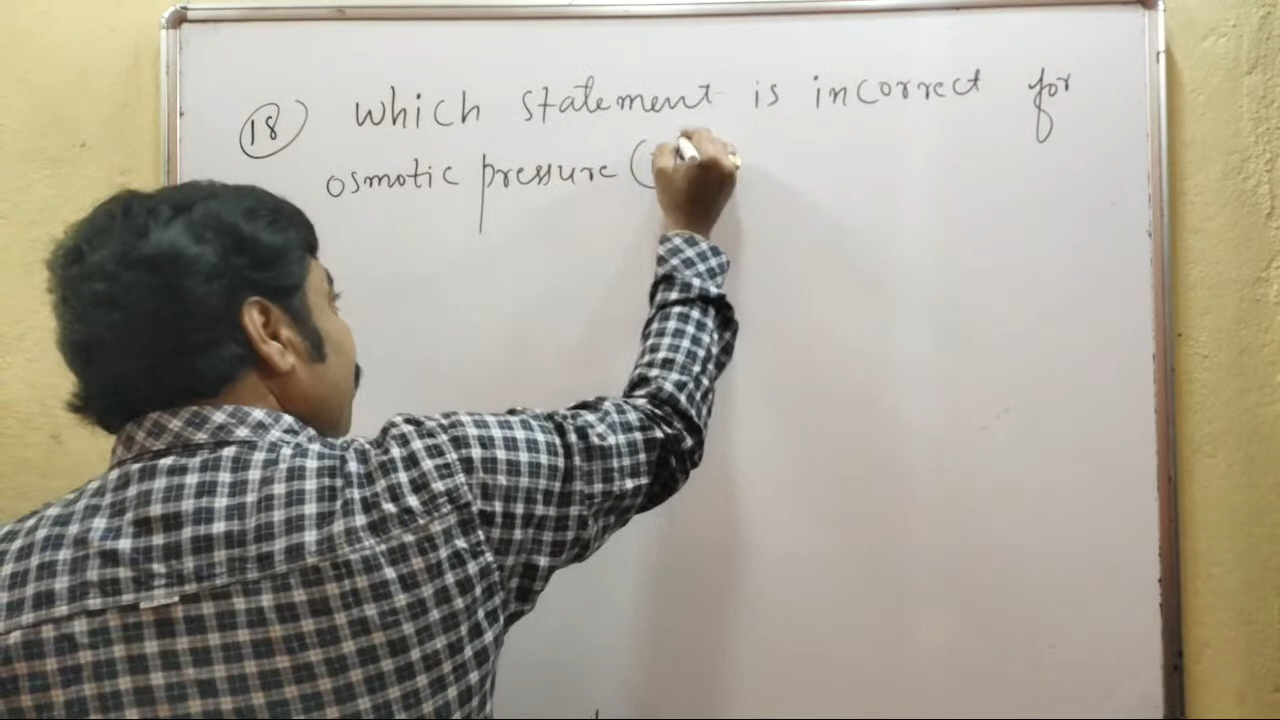 18 Which statement is incorrect for
osmotic pressure (